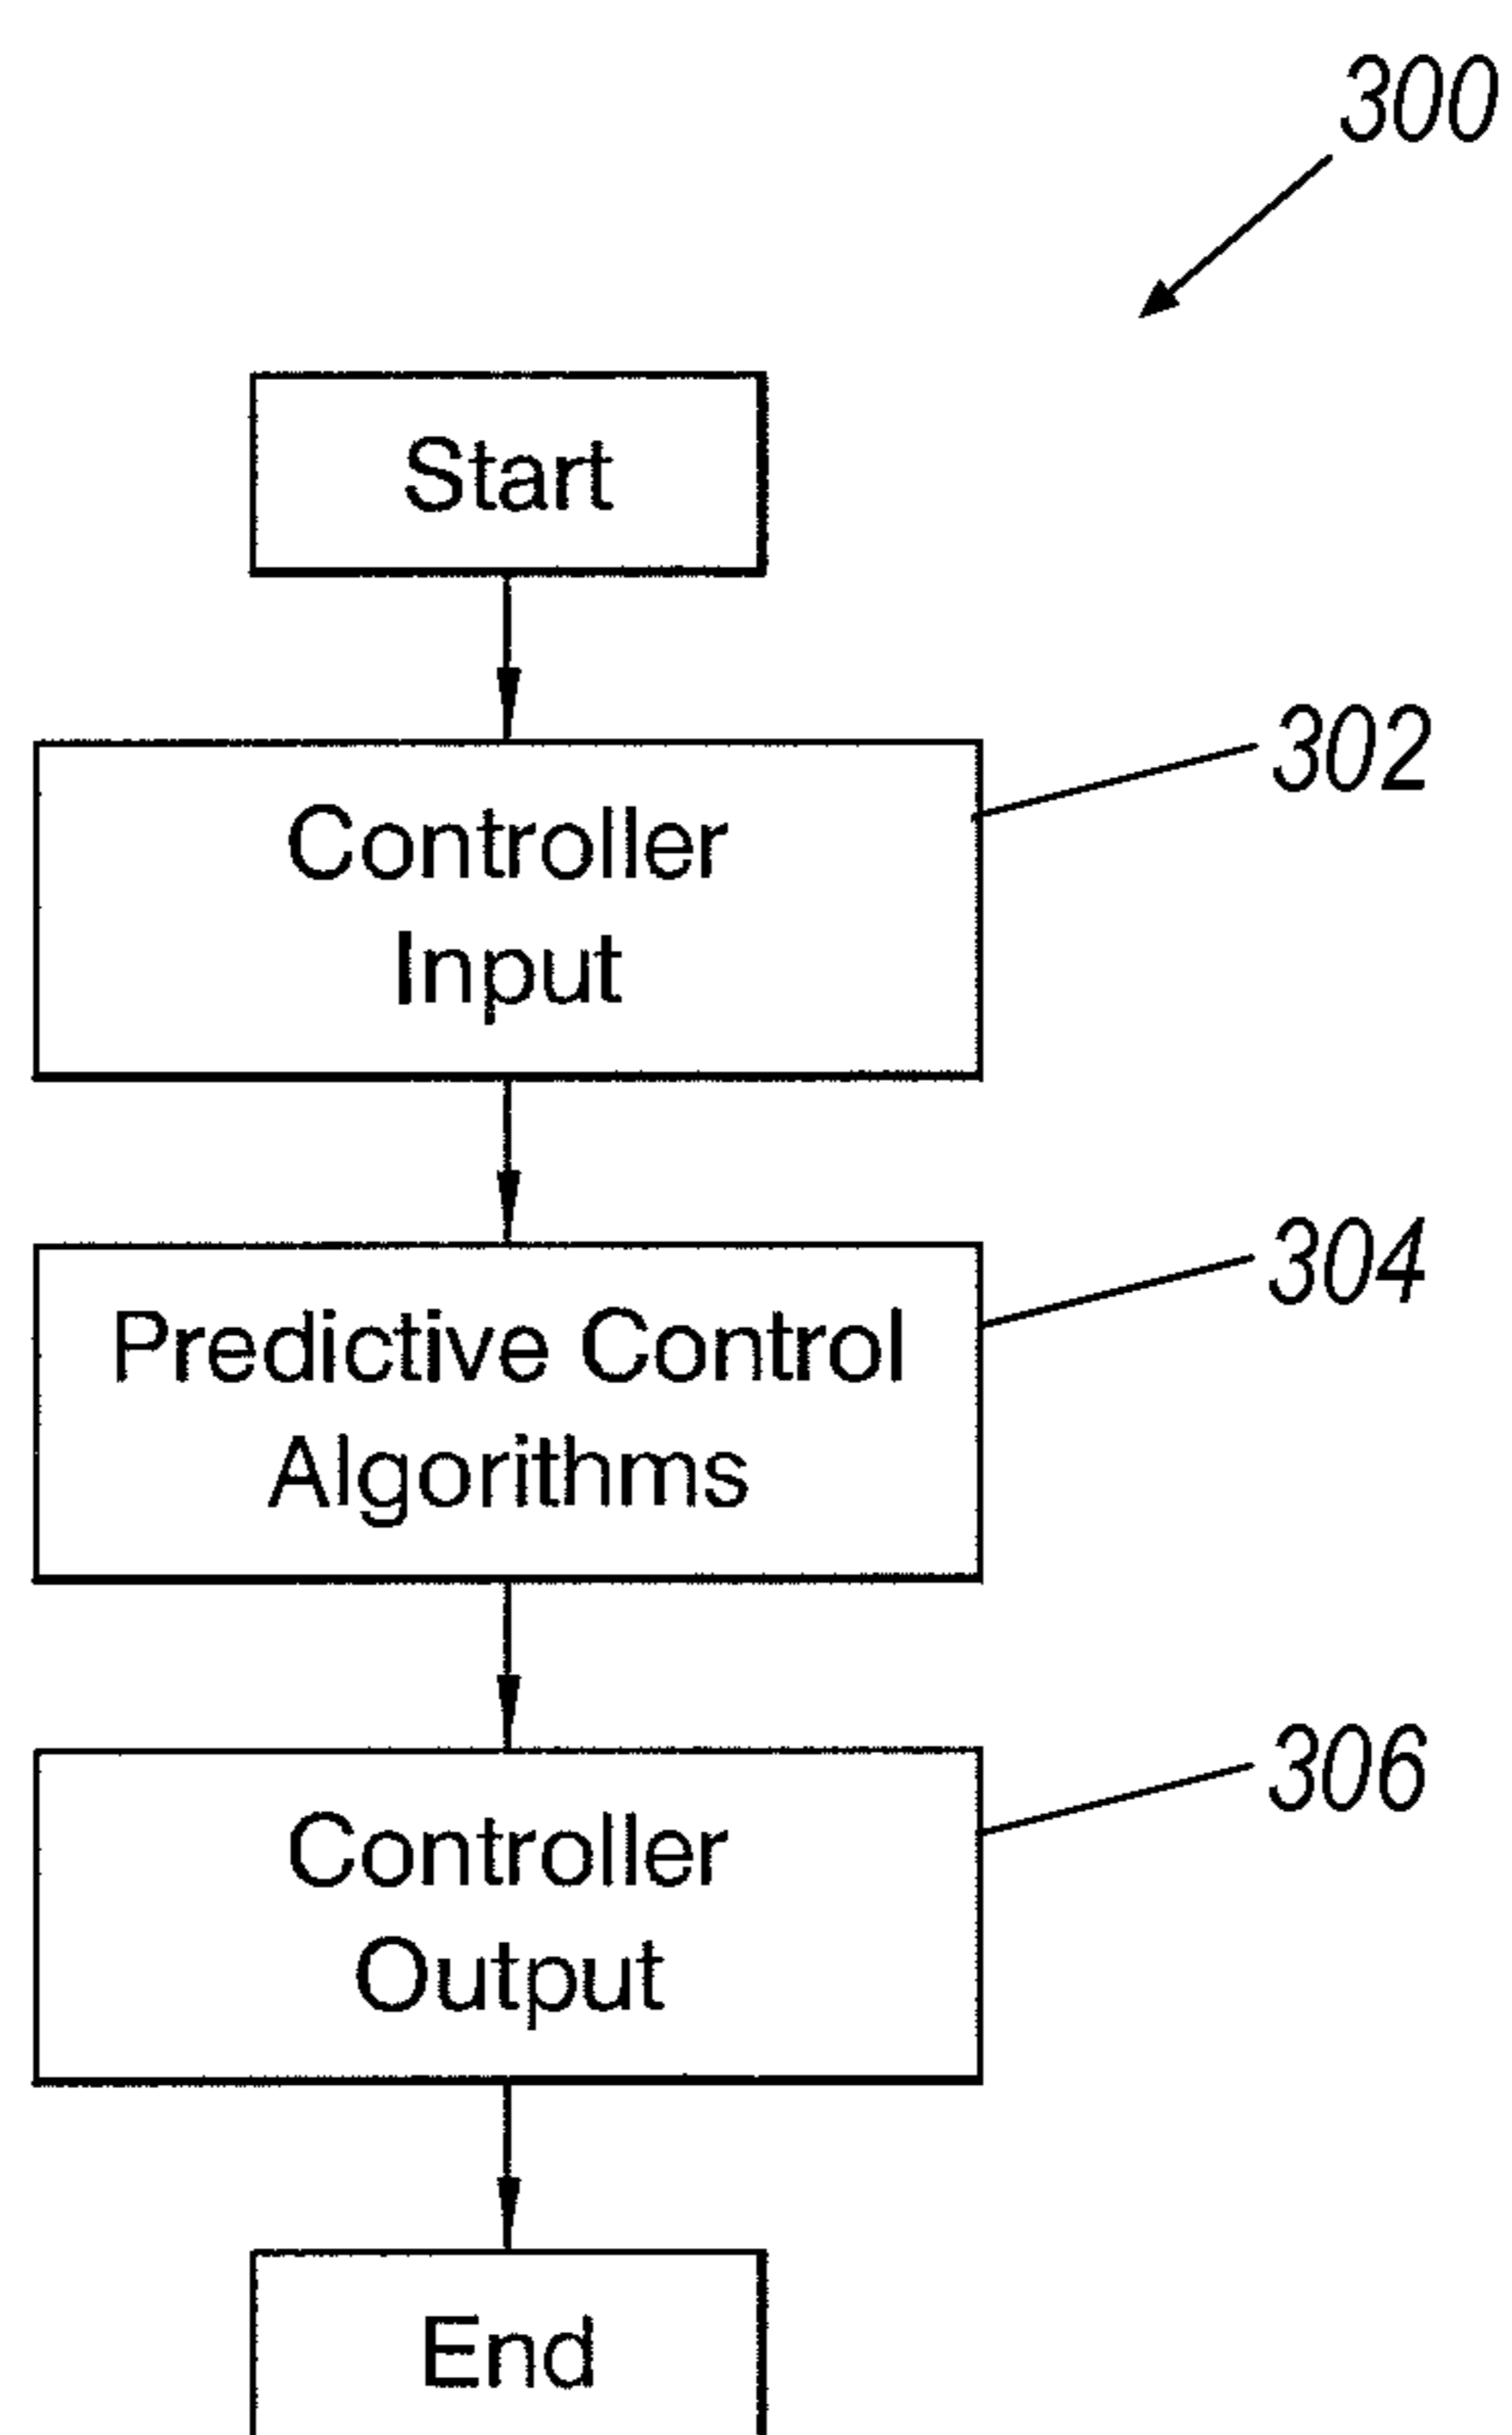 300
Start
302
Controller
Input
304
Predictive Control
Algorithms
306
Controller
Output
End